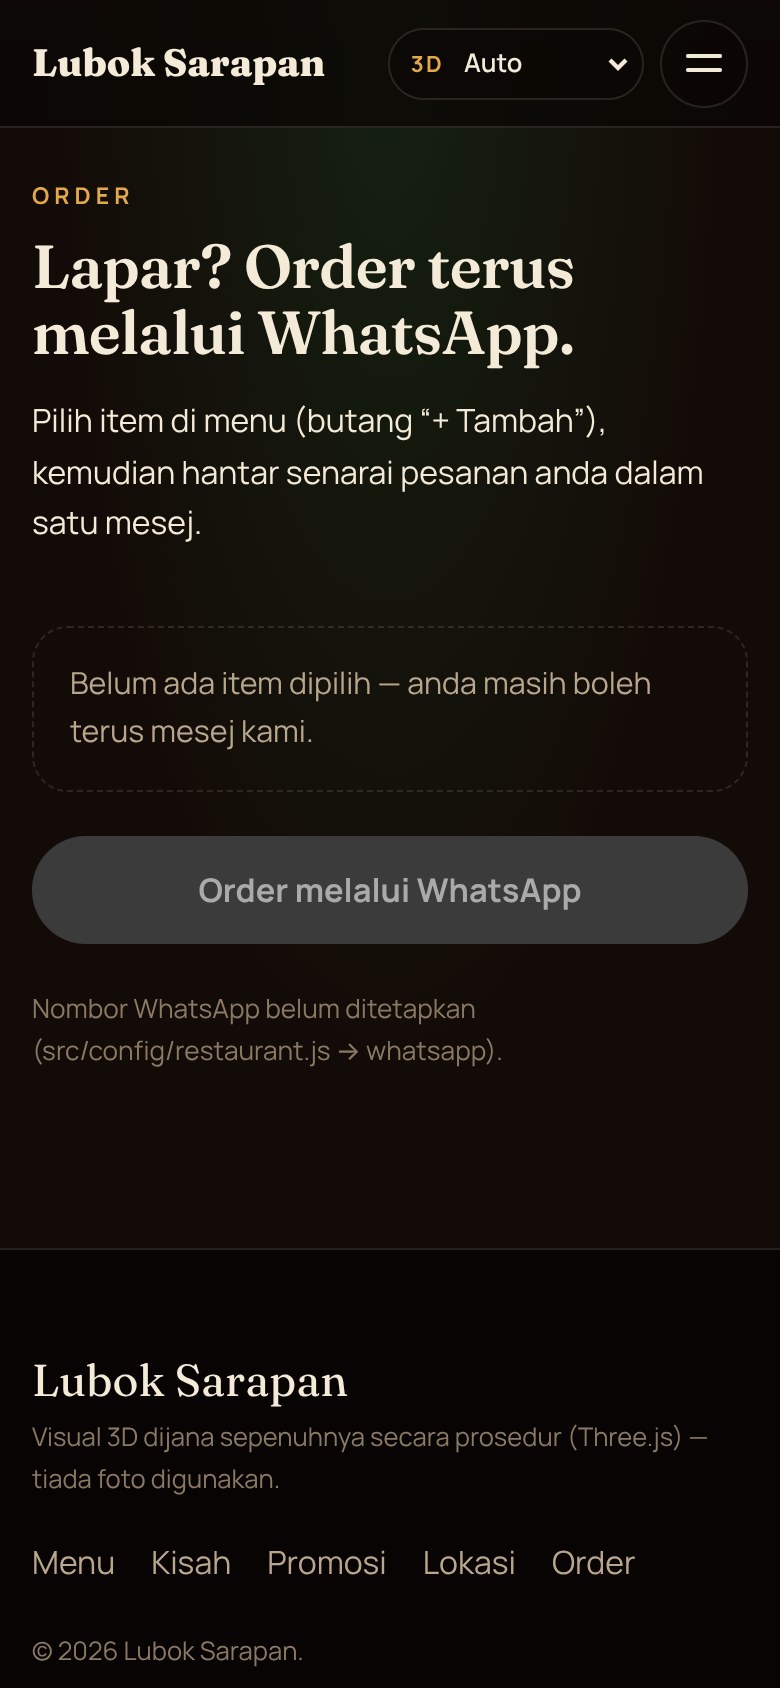 Lubok Sarapan
3D Auto
ORDER
Lapar? Order terus
melalui WhatsApp.
Pilih item di menu (butang “+ Tambah”),
kemudian hantar senarai pesanan anda dalam
satu mesej.
Belum ada item dipilih — anda masih boleh
terus mesej kami.
Order melalui WhatsApp
Nombor WhatsApp belum ditetapkan
(src/config/restaurant.js → whatsapp).
Lubok Sarapan
Visual 3D dijana sepenuhnya secara prosedur (Three.js) —
tiada foto digunakan.
Menu Kisah Promosi Lokasi Order
© 2026 Lubok Sarapan.